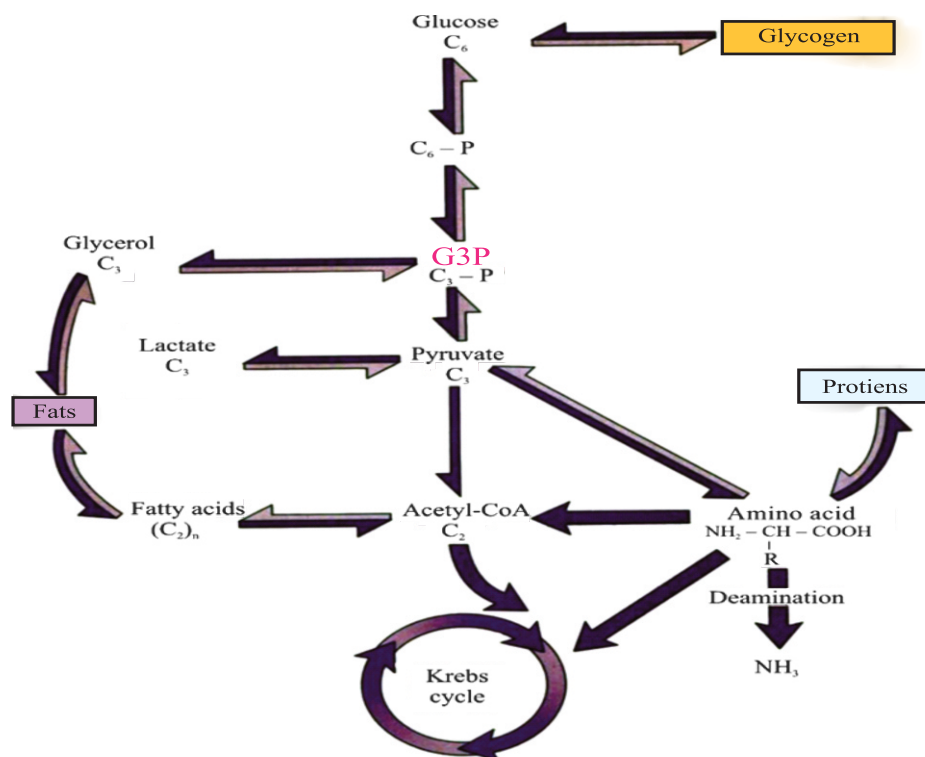 Glucose
C₆
Glycogen
C₆ – P
Glycerol
C₃
G3P
C₃ – P
Lactate
C₃
Pyruvate
C₃
Protiens
Fats
Fatty acids
(C₂)ₙ
Acetyl-CoA
C₂
Amino acid
NH₂ – CH – COOH
R
Deamination
NH₃
Krebs
cycle